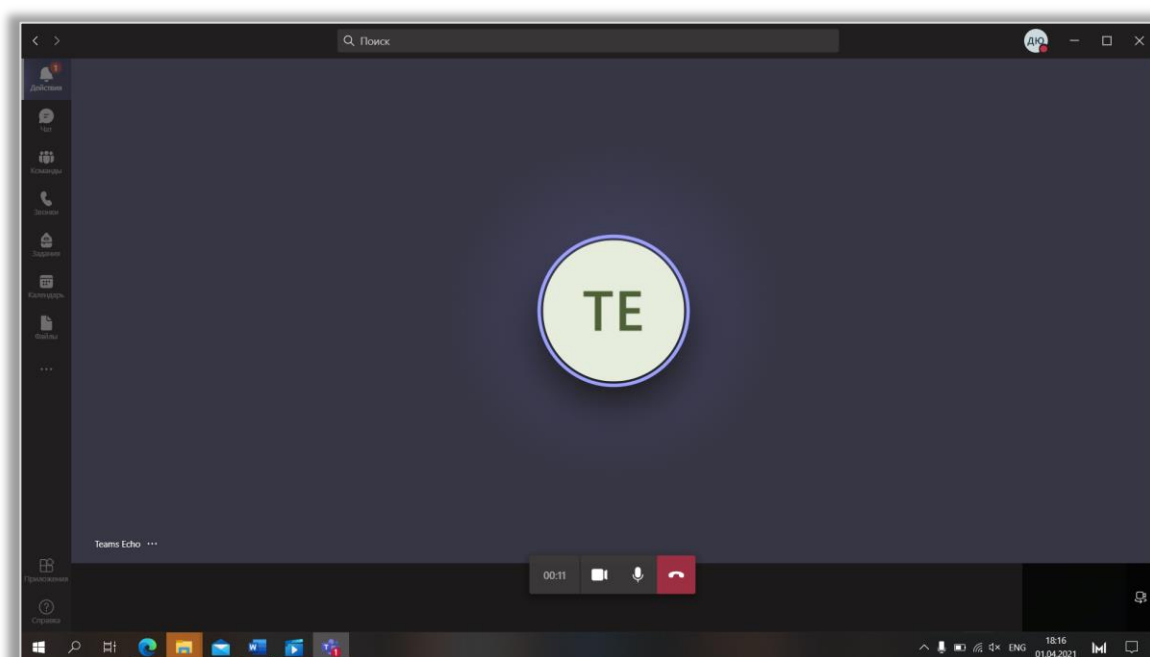 Поиск
ДЮ
1
Действия
Чат
Команды
Звонки
Задания
Календарь
Файлы
TE
Teams Echo
00:11
Приложения
Справка
ENG
18:16
01.04.2021